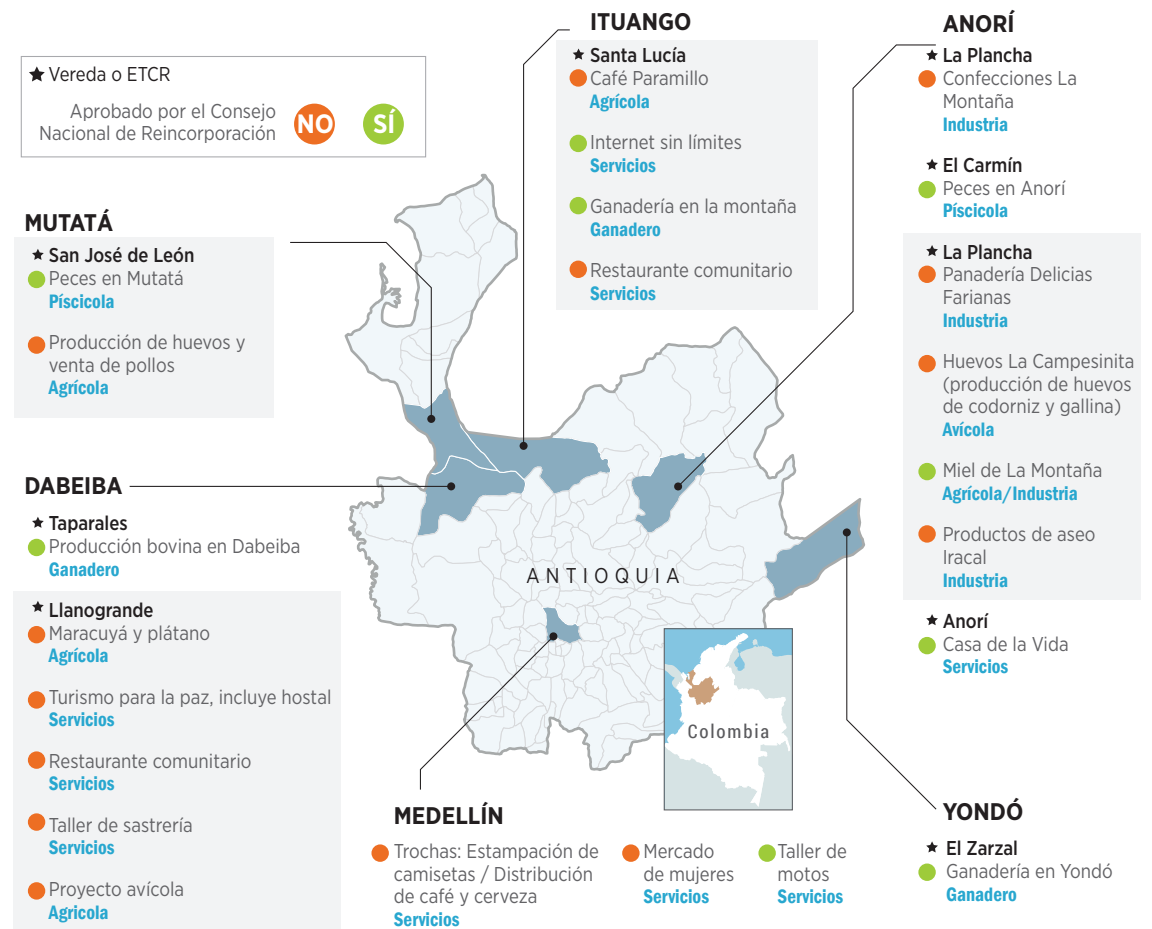 ★ Vereda o ETCR
Aprobado por el Consejo
Nacional de Reincorporación
NO
SÍ
MUTATÁ
★ San José de León
Peces en Mutatá
Píscicola
Producción de huevos y
venta de pollos
Agrícola
DABEIBA
★ Taparales
Producción bovina en Dabeiba
Ganadero
★ Llanogrande
Maracuyá y plátano
Agrícola
Turismo para la paz, incluye hostal
Servicios
Restaurante comunitario
Servicios
Taller de sastrería
Servicios
Proyecto avícola
Agricola
ITUANGO
★ Santa Lucía
Café Paramillo
Agrícola
Internet sin límites
Servicios
Ganadería en la montaña
Ganadero
Restaurante comunitario
Servicios
ANORÍ
★ La Plancha
Confecciones La
Montaña
Industria
★ El Carmín
Peces en Anorí
Píscicola
★ La Plancha
Panadería Delicias
Farianas
Industria
Huevos La Campesinita
(producción de huevos
de codorniz y gallina)
Avícola
Miel de La Montaña
Agrícola/Industria
Productos de aseo
Iracal
Industria
★ Anorí
Casa de la Vida
Servicios
ANTIOQUIA
Colombia
MEDELLÍN
Trochas: Estampación de
camisetas / Distribución
de café y cerveza
Servicios
Mercado
de mujeres
Servicios
Taller de
motos
Servicios
YONDÓ
★ El Zarzal
Ganadería en Yondó
Ganadero